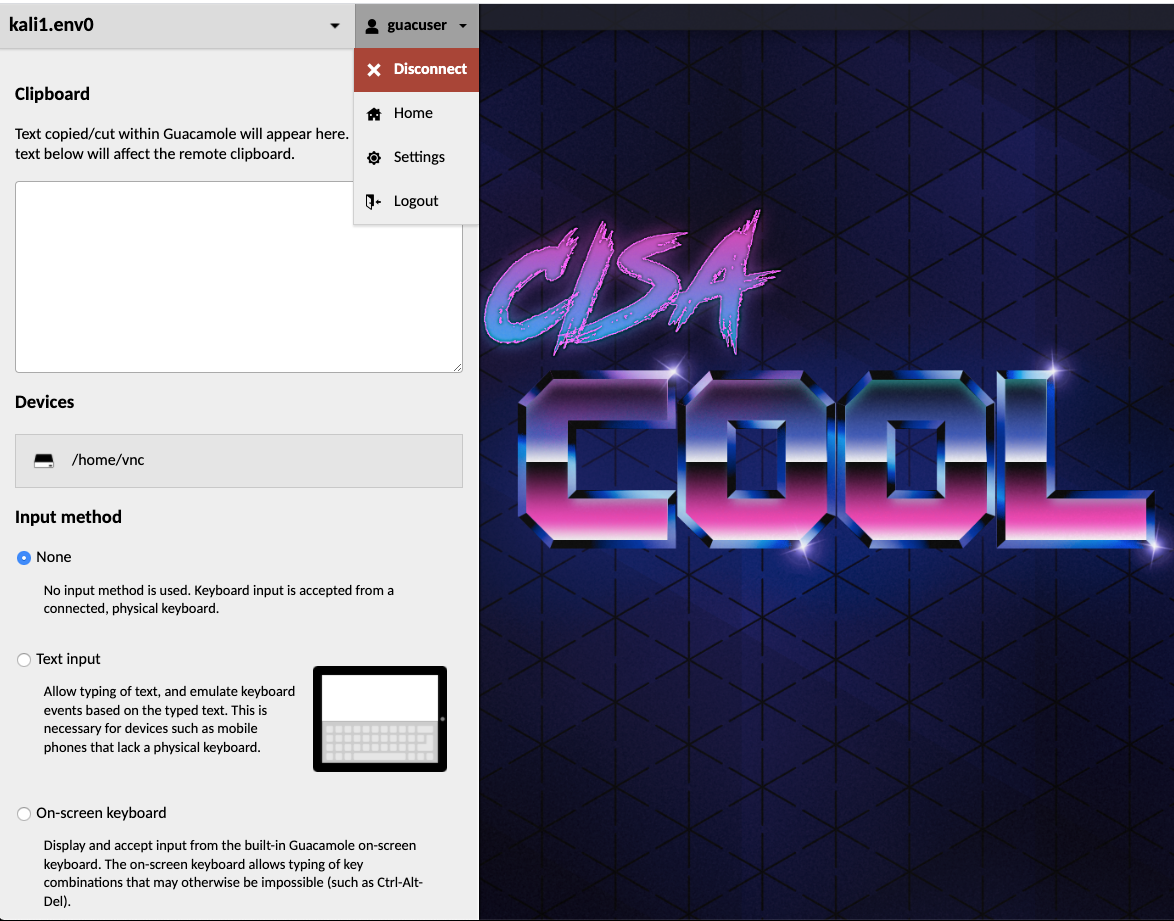 kali1.env0
guacuser
Disconnect
Home
Settings
Logout
Clipboard
Text copied/cut within Guacamole will appear here.
text below will affect the remote clipboard.
Devices
/home/vnc
Input method
None
No input method is used. Keyboard input is accepted from a
connected, physical keyboard.
Text input
Allow typing of text, and emulate keyboard
events based on the typed text. This is
necessary for devices such as mobile
phones that lack a physical keyboard.
On-screen keyboard
Display and accept input from the built-in Guacamole on-screen
keyboard. The on-screen keyboard allows typing of key
combinations that may otherwise be impossible (such as Ctrl-Alt-
Del).
CISA
COOL